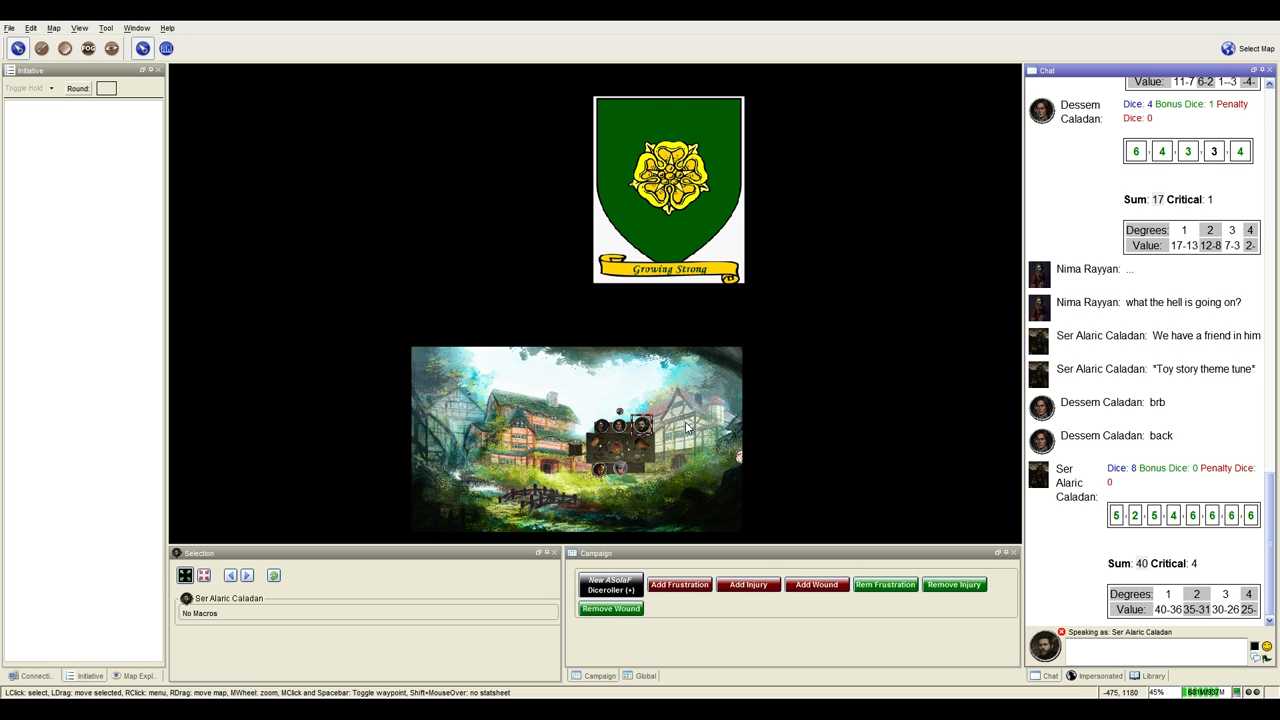 File Edit Map View Tool Window Help
FOG
Select Map
Initiative
Toggle Hold Round:
Growing Strong
Chat
Value: 11-7 6-2 1--3 -4-
Dessem Caladan: Dice: 4 Bonus Dice: 1 Penalty Dice: 0
6 4 3 3 4
Sum: 17 Critical: 1
Degrees: 1 2 3 4
Value: 17-13 12-8 7-3 2-
Nima Rayyan: ...
Nima Rayyan: what the hell is going on?
Ser Alaric Caladan: We have a friend in him
Ser Alaric Caladan: *Toy story theme tune*
Dessem Caladan: brb
Dessem Caladan: back
Ser Alaric Caladan: Dice: 8 Bonus Dice: 0 Penalty Dice: 0
5 2 5 4 6 6 6 6
Sum: 40 Critical: 4
Degrees: 1 2 3 4
Value: 40-36 35-31 30-26 25-
Speaking as: Ser Alaric Caladan
Selection
Ser Alaric Caladan
No Macros
Campaign
New ASoIaF Diceroller (+)
Add Frustration Add Injury Add Wound Rem Frustration Remove Injury
Remove Wound
Connecti.. Initiative Map Expl..
Campaign Global
Chat Impersonated Library
LClick: select, LDrag: move selected, RClick: menu, RDrag: move map, MWheel: zoom, MClick and Spacebar: Toggle waypoint, Shift+MouseOver: no statsheet
-475, 1180 45% 681M/937M